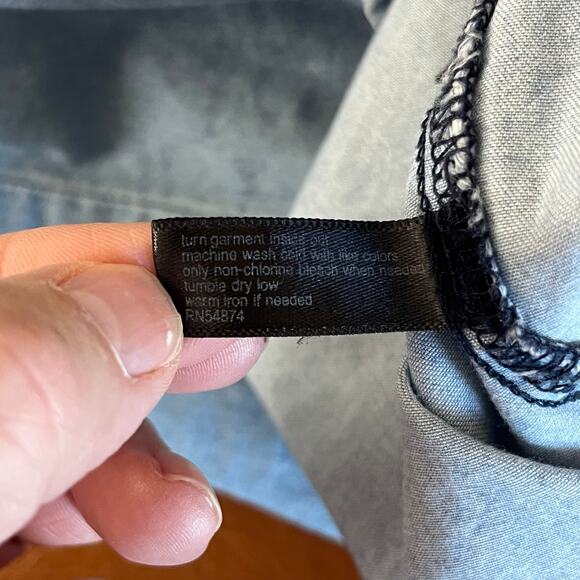 turn garment inside out
machine wash cold with like colors
only non-chlorine bleach when needed
tumble dry low
warm iron if needed
RN54874